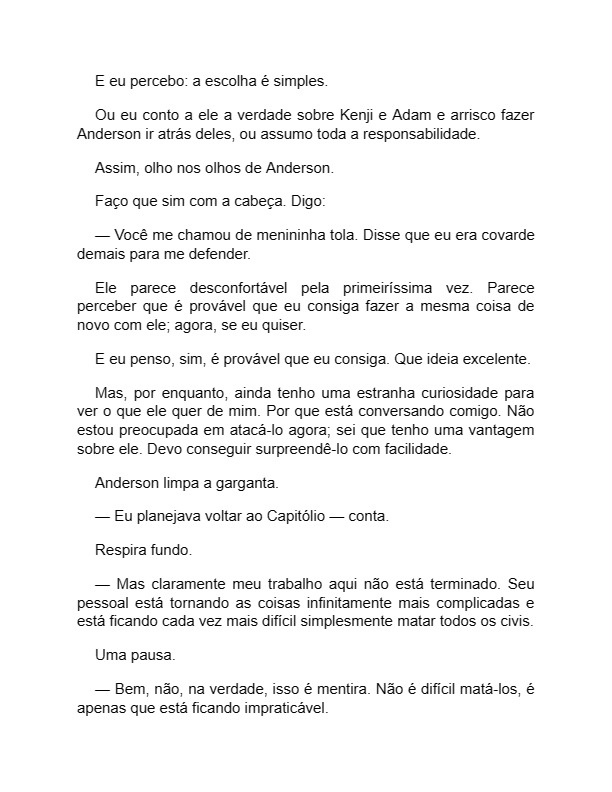 E eu percebo: a escolha é simples.
Ou eu conto a ele a verdade sobre Kenji e Adam e arrisco fazer
Anderson ir atrás deles, ou assumo toda a responsabilidade.
Assim, olho nos olhos de Anderson.
Faço que sim com a cabeça. Digo:
— Você me chamou de menininha tola. Disse que eu era covarde
demais para me defender.
Ele parece desconfortável pela primeiríssima vez. Parece
perceber que é provável que eu consiga fazer a mesma coisa de
novo com ele; agora, se eu quiser.
E eu penso, sim, é provável que eu consiga. Que ideia excelente.
Mas, por enquanto, ainda tenho uma estranha curiosidade para
ver o que ele quer de mim. Por que está conversando comigo. Não
estou preocupada em atacá-lo agora; sei que tenho uma vantagem
sobre ele. Devo conseguir surpreendê-lo com facilidade.
Anderson limpa a garganta.
— Eu planejava voltar ao Capitólio — conta.
Respira fundo.
— Mas claramente meu trabalho aqui não está terminado. Seu
pessoal está tornando as coisas infinitamente mais complicadas e
está ficando cada vez mais difícil simplesmente matar todos os civis.
Uma pausa.
— Bem, não, na verdade, isso é mentira. Não é difícil matá-los, é
apenas que está ficando impraticável.